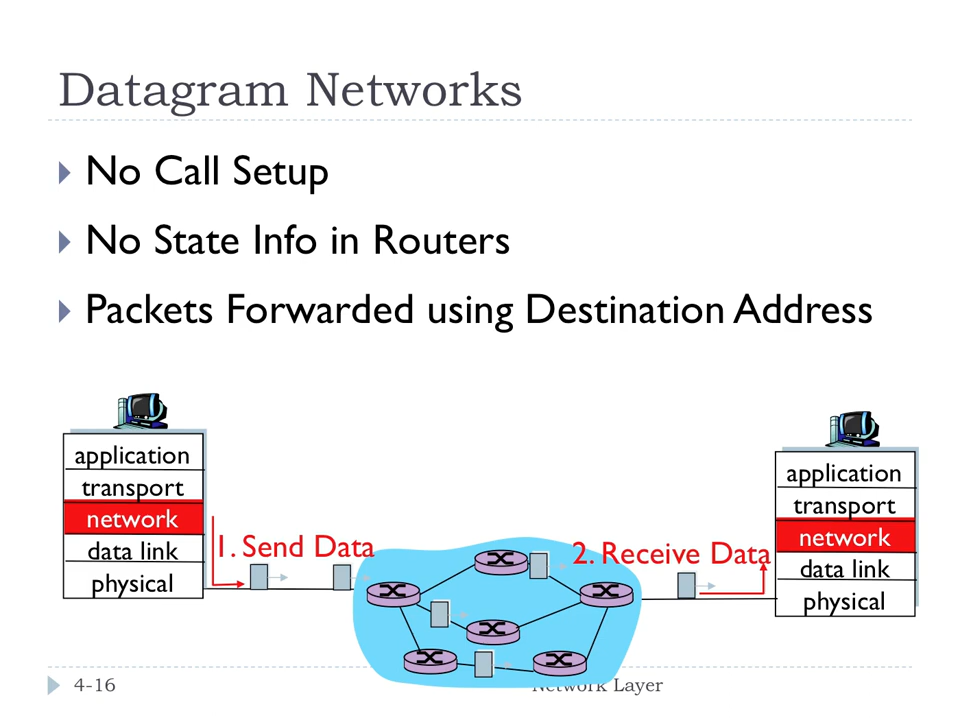 Datagram Networks
No Call Setup
No State Info in Routers
Packets Forwarded using Destination Address
application
transport
network
data link
physical
1. Send Data
2. Receive Data
application
transport
network
data link
physical
4-16
Network Layer